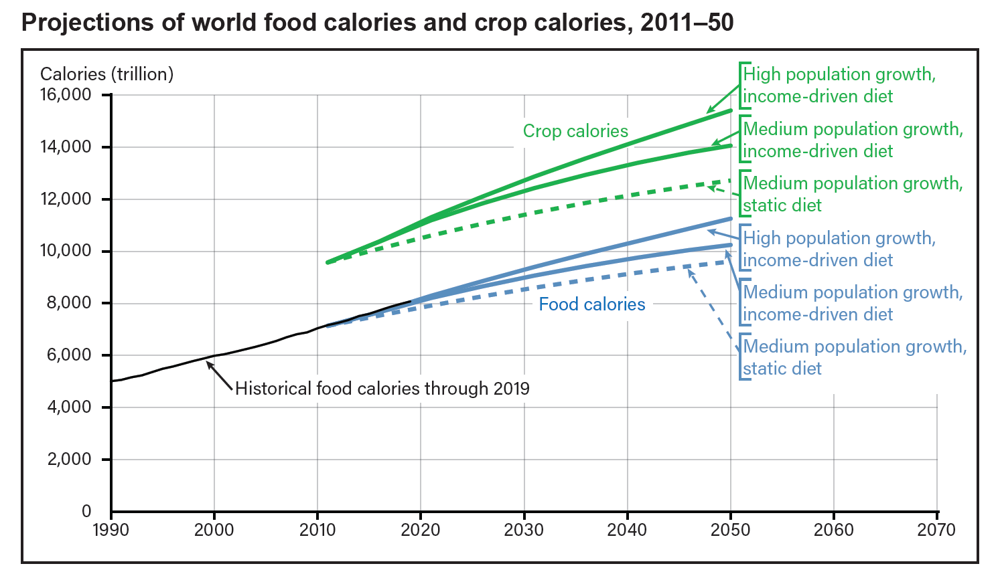 Projections of world food calories and crop calories, 2011–50
Calories (trillion)
16,000
14,000
12,000
10,000
8,000
6,000
4,000
2,000
0
1990
2000
2010
2020
2030
2040
2050
2060
2070
Crop calories
Food calories
Historical food calories through 2019
High population growth,
income-driven diet
Medium population growth,
income-driven diet
Medium population growth,
static diet
High population growth,
income-driven diet
Medium population growth,
income-driven diet
Medium population growth,
static diet